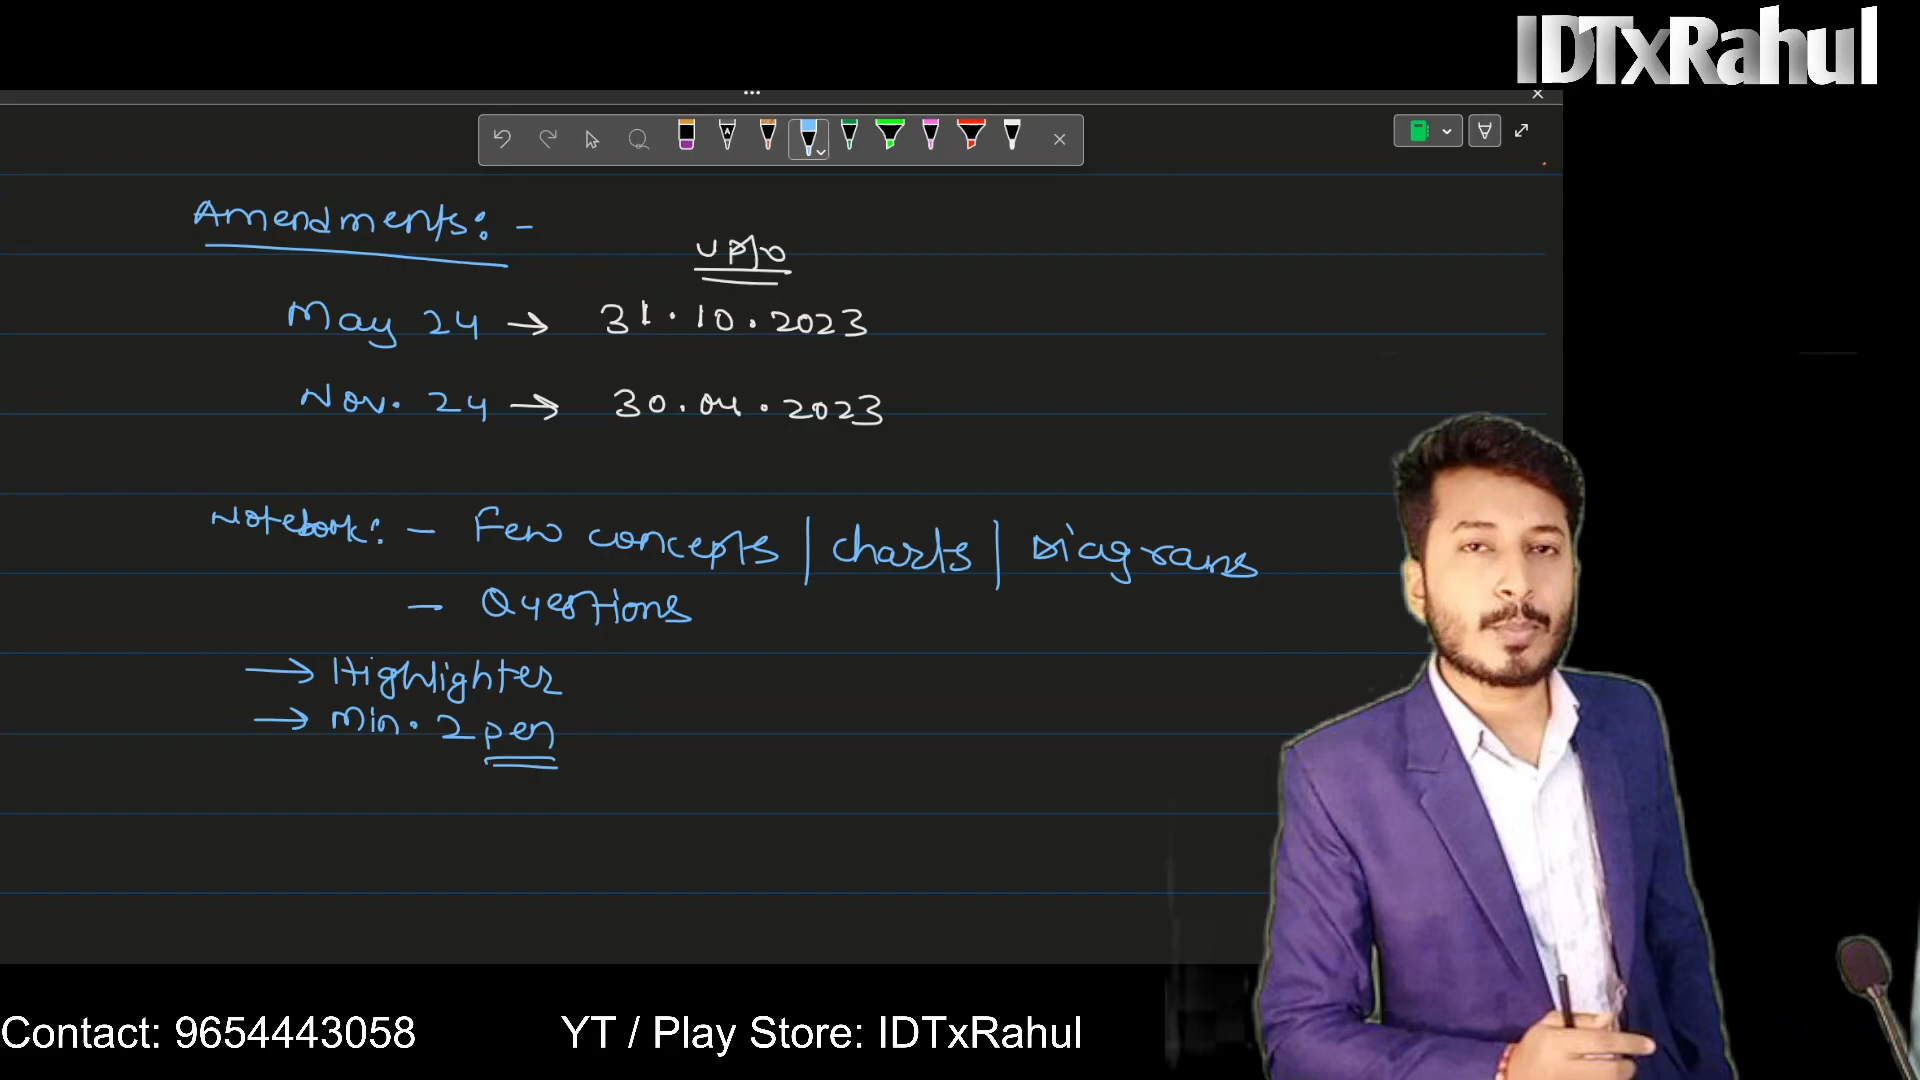 IDTxRahul
Amendments: -
upto
May 24 → 31.10.2023
Nov. 24 → 30.04.2023
Notebook: - Few concepts | charts | Diagrams
- Questions
→ Highlighter
→ Min. 2 pen
Contact: 9654443058 YT / Play Store: IDTxRahul